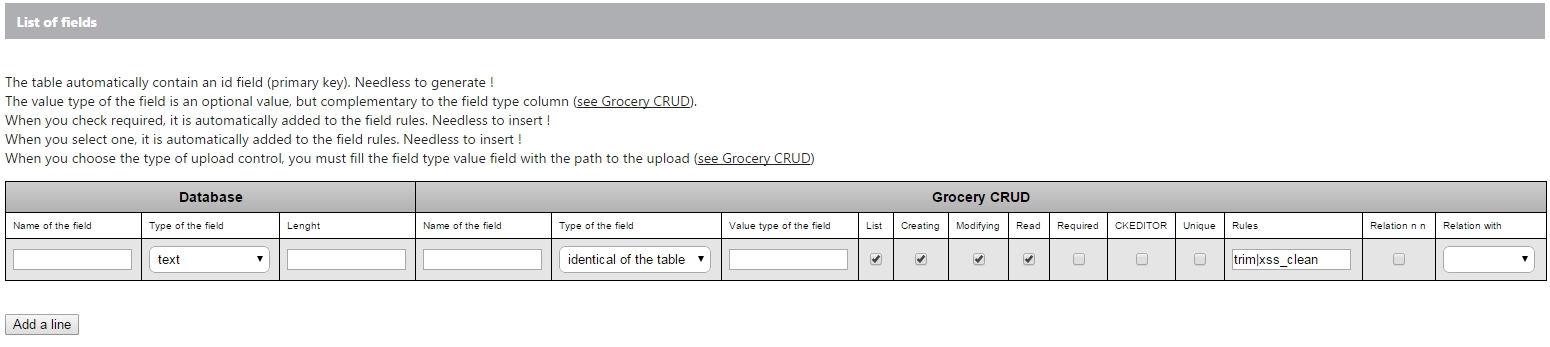 List of fields
The table automatically contain an id field (primary key). Needless to generate !
The value type of the field is an optional value, but complementary to the field type column (see Grocery CRUD).
When you check required, it is automatically added to the field rules. Needless to insert !
When you select one, it is automatically added to the field rules. Needless to insert !
When you choose the type of upload control, you must fill the field type value field with the path to the upload (see Grocery CRUD)
Database Grocery CRUD
Name of the field Type of the field Lenght Name of the field Type of the field Value type of the field List Creating Modifying Read Required CKEDITOR Unique Rules Relation n n Relation with
text identical of the table trim|xss_clean
Add a line